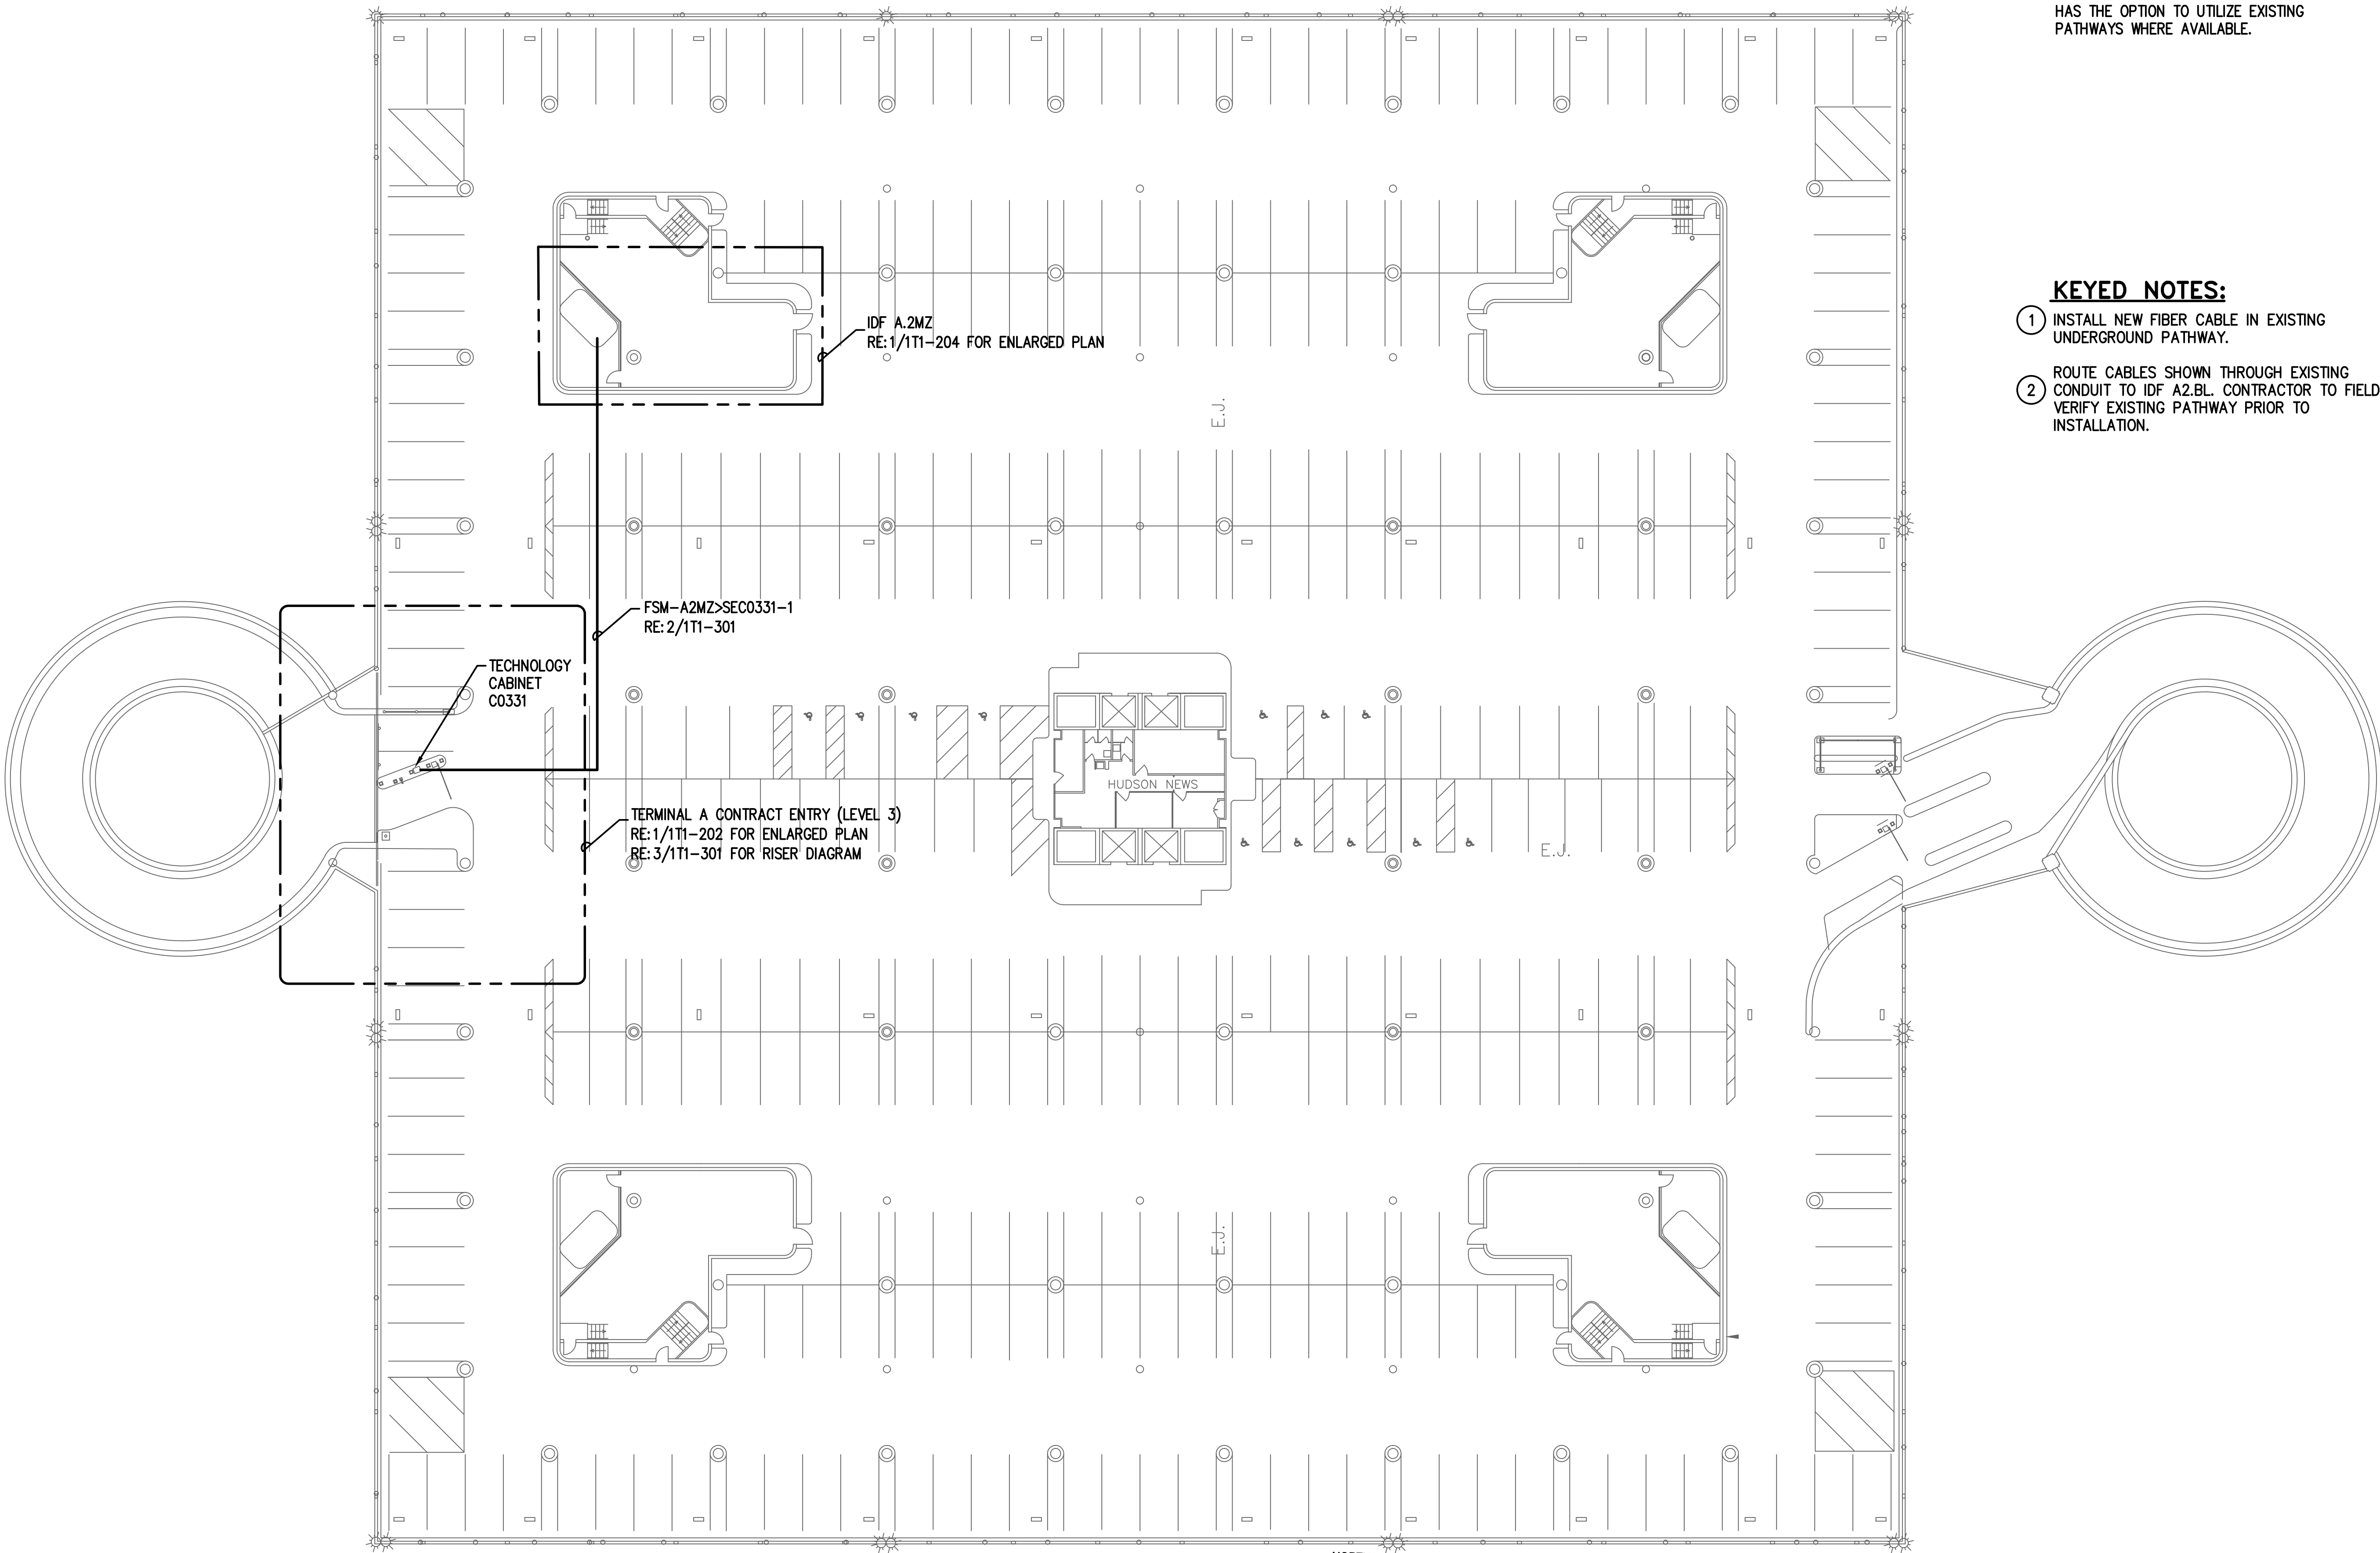 HAS THE OPTION TO UTILIZE EXISTING
PATHWAYS WHERE AVAILABLE.
KEYED NOTES:
1 INSTALL NEW FIBER CABLE IN EXISTING
UNDERGROUND PATHWAY.
2 ROUTE CABLES SHOWN THROUGH EXISTING
CONDUIT TO IDF A2.BL. CONTRACTOR TO FIELD
VERIFY EXISTING PATHWAY PRIOR TO
INSTALLATION.
IDF A.2MZ
RE:1/1T1-204 FOR ENLARGED PLAN
E.J.
FSM-A2MZ>SEC0331-1
RE:2/1T1-301
TECHNOLOGY
CABINET
C0331
HUDSON NEWS
TERMINAL A CONTRACT ENTRY (LEVEL 3)
RE:1/1T1-202 FOR ENLARGED PLAN
RE:3/1T1-301 FOR RISER DIAGRAM
E.J.
E.J.